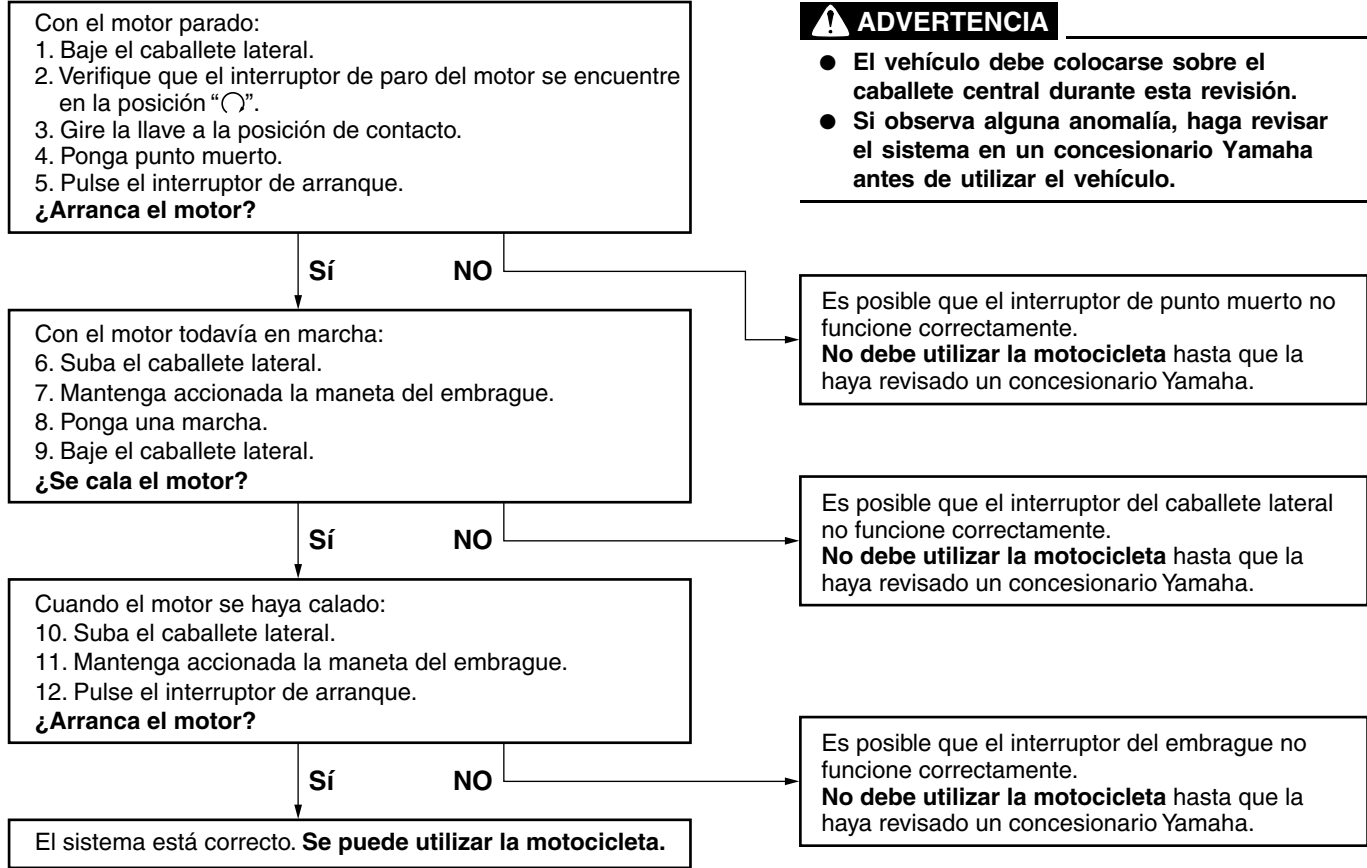 Con el motor parado:
1. Baje el caballete lateral.
2. Verifique que el interruptor de paro del motor se encuentre
en la posición “○”.
3. Gire la llave a la posición de contacto.
4. Ponga punto muerto.
5. Pulse el interruptor de arranque.
¿Arranca el motor?
ADVERTENCIA
● El vehículo debe colocarse sobre el
caballete central durante esta revisión.
● Si observa alguna anomalía, haga revisar
el sistema en un concesionario Yamaha
antes de utilizar el vehículo.
Sí NO
Es posible que el interruptor de punto muerto no
funcione correctamente.
No debe utilizar la motocicleta hasta que la
haya revisado un concesionario Yamaha.
Con el motor todavía en marcha:
6. Suba el caballete lateral.
7. Mantenga accionada la maneta del embrague.
8. Ponga una marcha.
9. Baje el caballete lateral.
¿Se cala el motor?
Sí NO
Es posible que el interruptor del caballete lateral
no funcione correctamente.
No debe utilizar la motocicleta hasta que la
haya revisado un concesionario Yamaha.
Cuando el motor se haya calado:
10. Suba el caballete lateral.
11. Mantenga accionada la maneta del embrague.
12. Pulse el interruptor de arranque.
¿Arranca el motor?
Sí NO
Es posible que el interruptor del embrague no
funcione correctamente.
No debe utilizar la motocicleta hasta que la
haya revisado un concesionario Yamaha.
El sistema está correcto. Se puede utilizar la motocicleta.